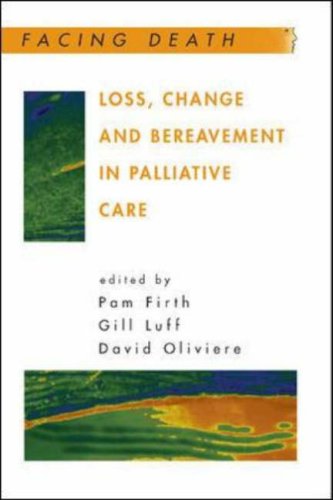 FACING DEATH
LOSS, CHANGE
AND BEREAVEMENT
IN PALLIATIVE
CARE
edited by
Pam Firth
Gill Luff
David Oliviere